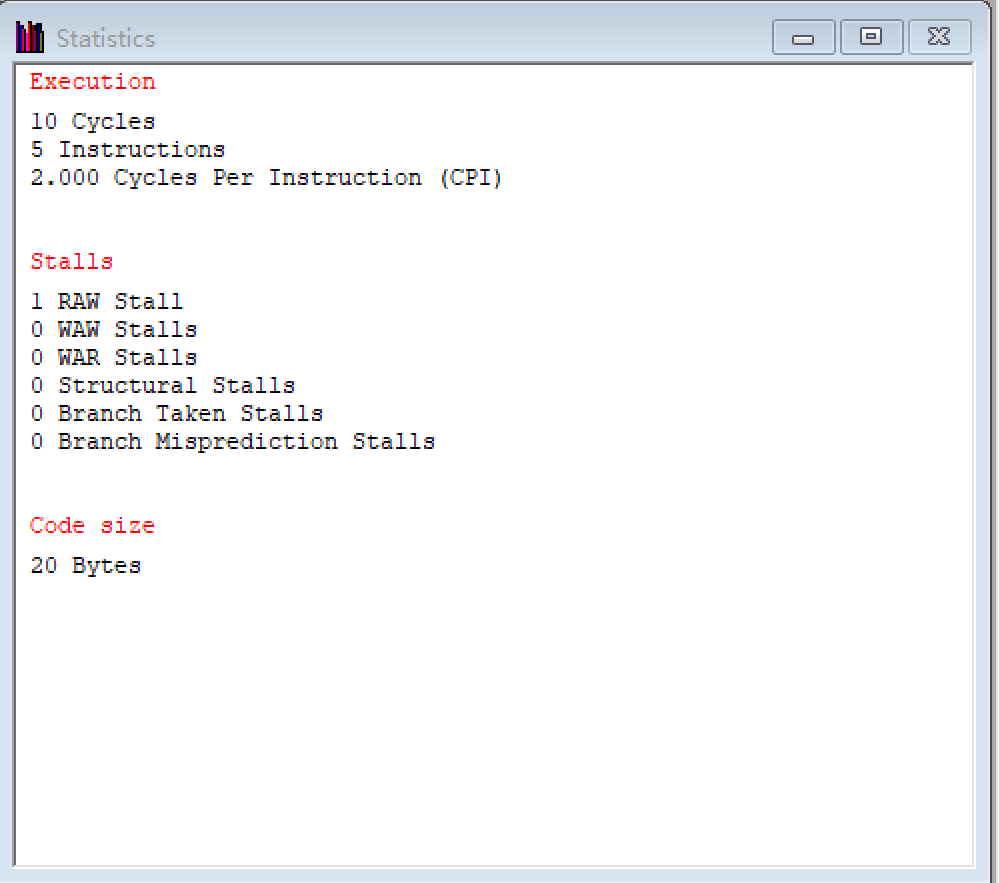 Statistics
Execution
10 Cycles
5 Instructions
2.000 Cycles Per Instruction (CPI)
Stalls
1 RAW Stall
0 WAW Stalls
0 WAR Stalls
0 Structural Stalls
0 Branch Taken Stalls
0 Branch Misprediction Stalls
Code size
20 Bytes